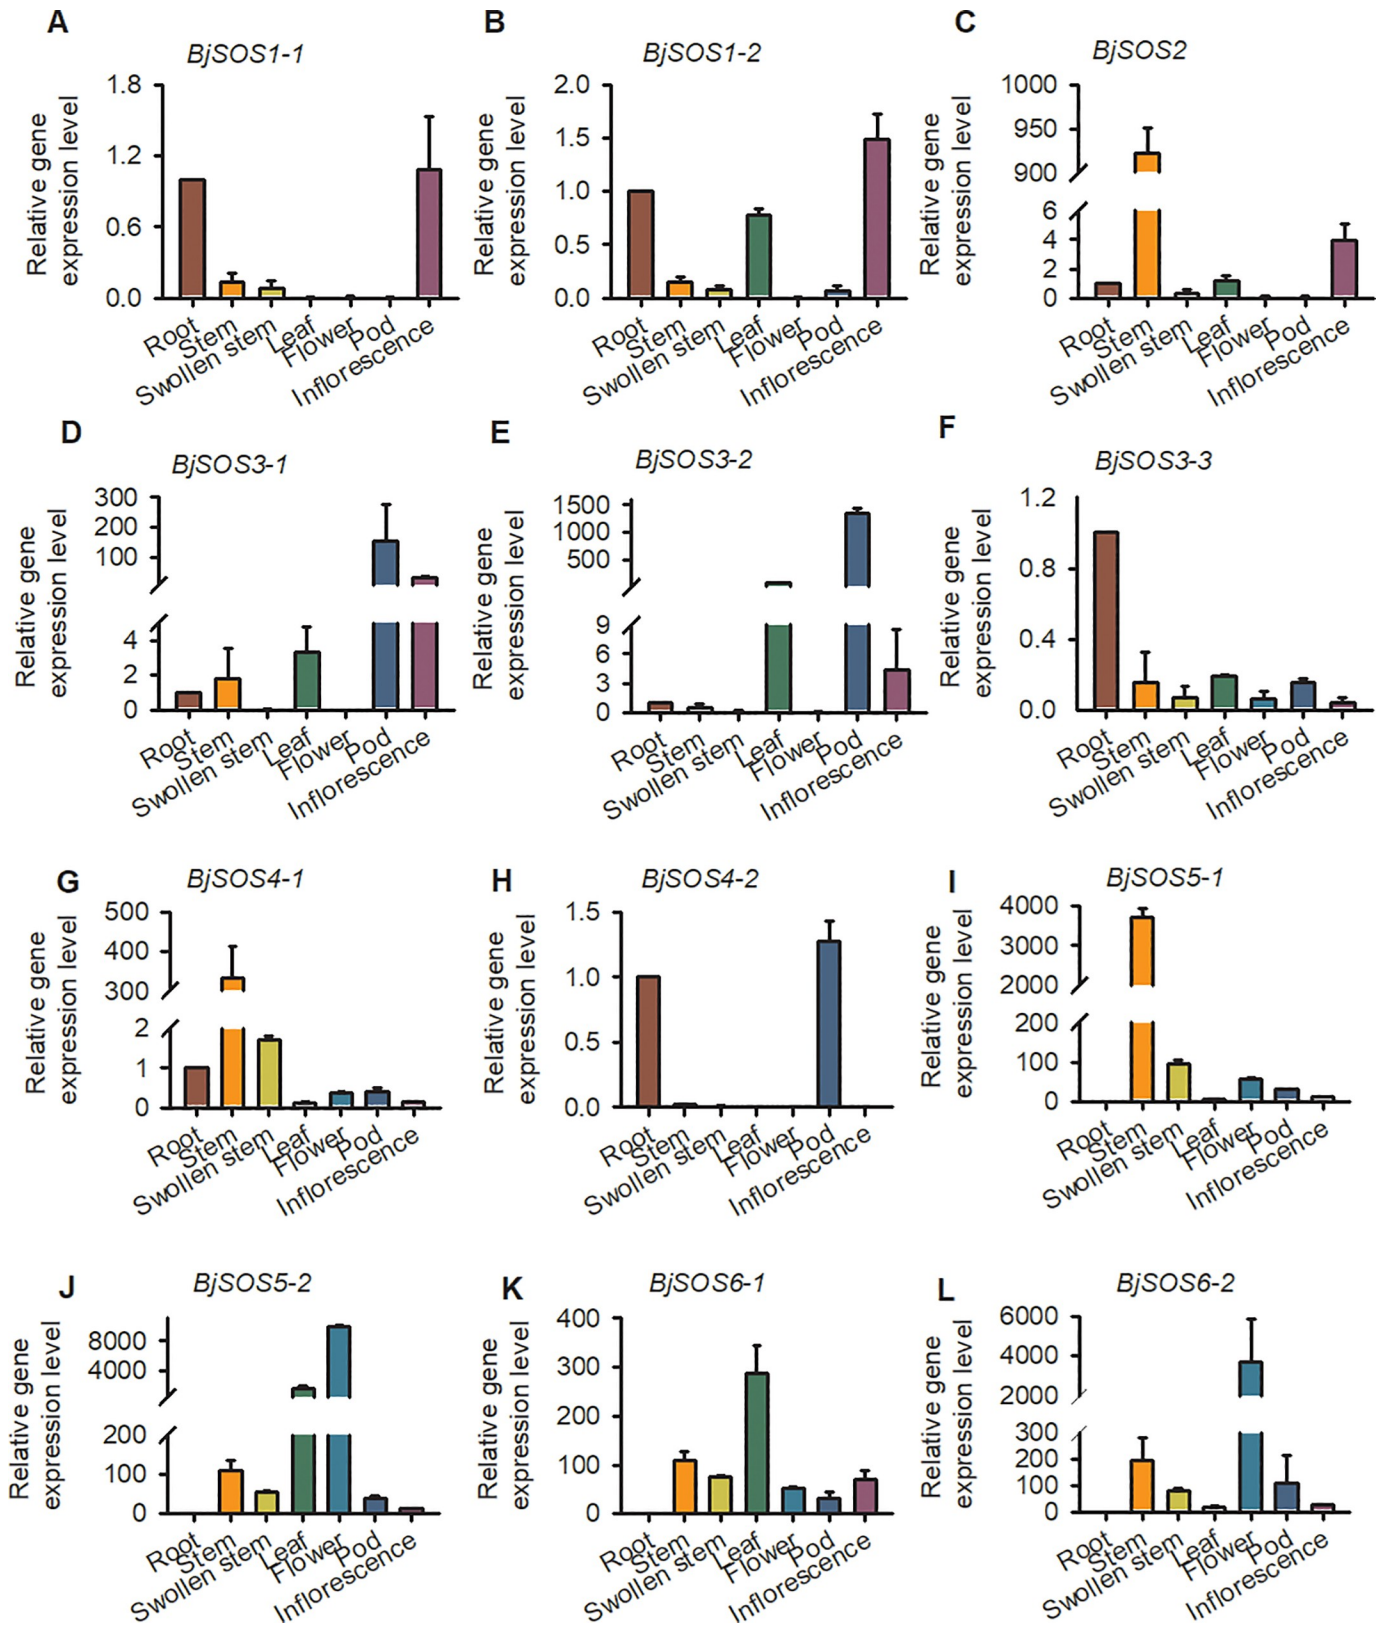 A
BjSOS1-1
Relative gene
expression level
1.8
1.2
0.6
0.0
Root
Stem
Swollen stem
Leaf
Flower
Pod
Inflorescence
B
BjSOS1-2
Relative gene
expression level
2.0
1.5
1.0
0.5
0.0
Root
Stem
Swollen stem
Leaf
Flower
Pod
Inflorescence
C
BjSOS2
Relative gene
expression level
1000
950
900
6
4
2
0
Root
Stem
Swollen stem
Leaf
Flower
Pod
Inflorescence
D
BjSOS3-1
Relative gene
expression level
300
200
100
4
2
0
Root
Stem
Swollen stem
Leaf
Flower
Pod
Inflorescence
E
BjSOS3-2
Relative gene
expression level
1500
1000
500
9
6
3
0
Root
Stem
Swollen stem
Leaf
Flower
Pod
Inflorescence
F
BjSOS3-3
Relative gene
expression level
1.2
0.8
0.4
0.0
Root
Stem
Swollen stem
Leaf
Flower
Pod
Inflorescence
G
BjSOS4-1
Relative gene
expression level
500
400
300
2
1
0
Root
Stem
Swollen stem
Leaf
Flower
Pod
Inflorescence
H
BjSOS4-2
Relative gene
expression level
1.5
1.0
0.5
0.0
Root
Stem
Swollen stem
Leaf
Flower
Pod
Inflorescence
I
BjSOS5-1
Relative gene
expression level
4000
3000
2000
200
100
0
Root
Stem
Swollen stem
Leaf
Flower
Pod
Inflorescence
J
BjSOS5-2
Relative gene
expression level
8000
4000
200
100
0
Root
Stem
Swollen stem
Leaf
Flower
Pod
Inflorescence
K
BjSOS6-1
Relative gene
expression level
400
300
200
100
0
Root
Stem
Swollen stem
Leaf
Flower
Pod
Inflorescence
L
BjSOS6-2
Relative gene
expression level
6000
4000
2000
300
200
100
0
Root
Stem
Swollen stem
Leaf
Flower
Pod
Inflorescence